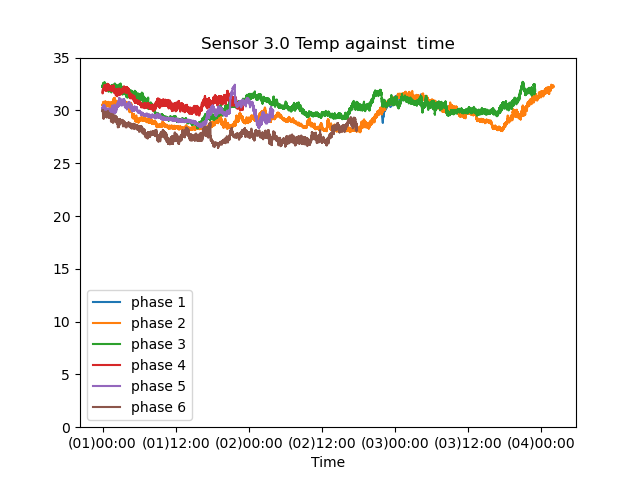 Sensor 3.0 Temp against  time
35
30
25
20
15
10
5
0
phase 1
phase 2
phase 3
phase 4
phase 5
phase 6
(01)00:00 (01)12:00 (02)00:00 (02)12:00 (03)00:00 (03)12:00 (04)00:00
Time